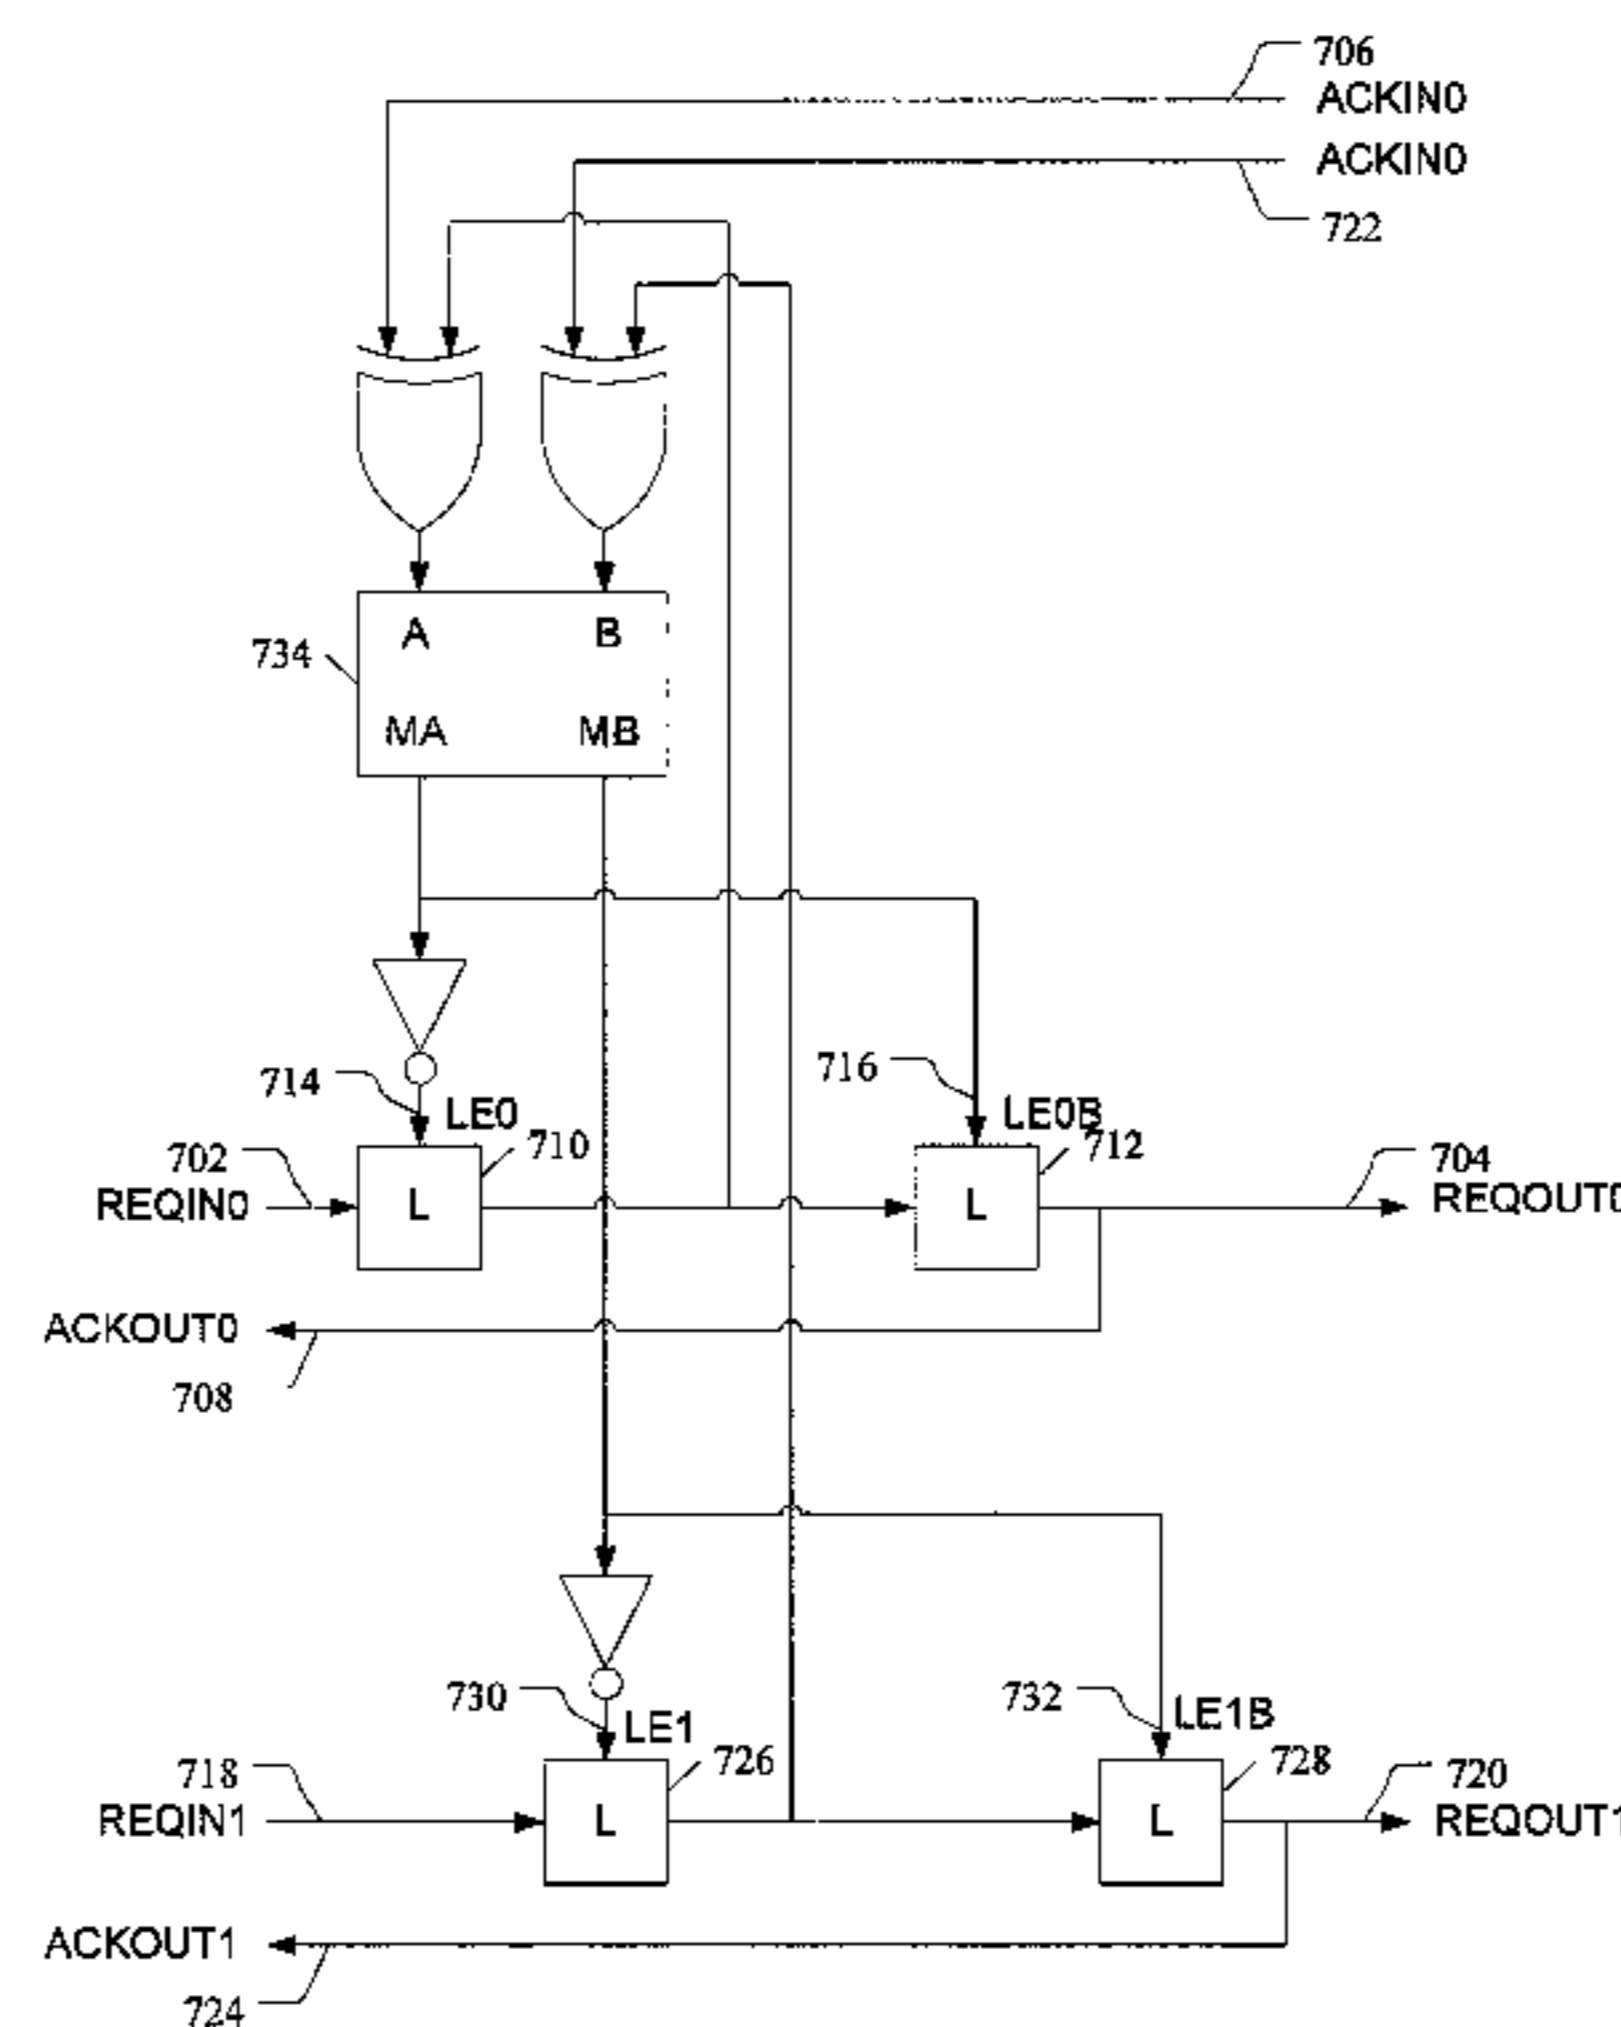 706
ACKIN0
ACKIN0
722
A B
734
MA MB
714
LE0
716
LE0B
710
712
702
REQIN0
L
L
704
REQOUT0
ACKOUT0
708
730
LE1
732
LE1B
726
728
718
REQIN1
L
L
720
REQOUT1
ACKOUT1
724